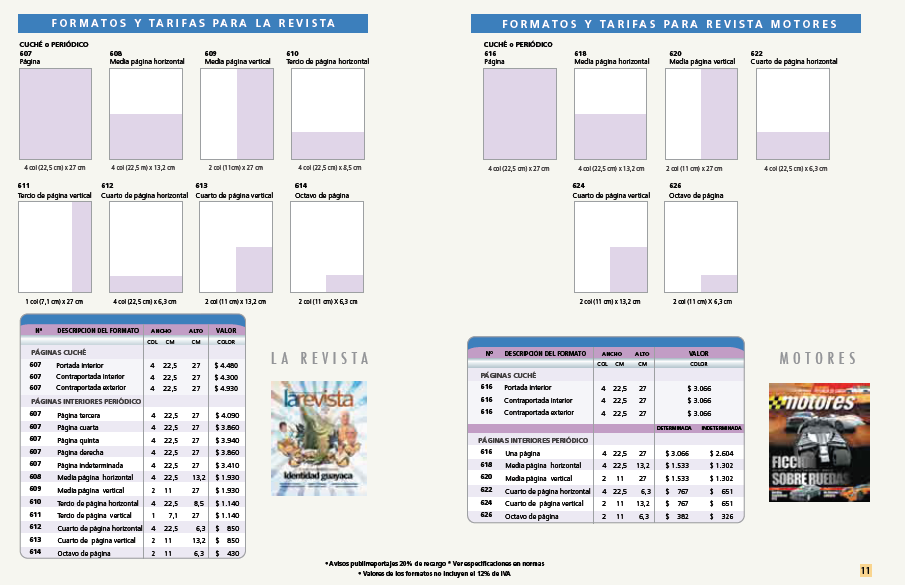 FORMATOS Y TARIFAS PARA LA REVISTA
CUCHÉ o PERIÓDICO
607
Página
608
Media página horizontal
609
Media página vertical
610
Tercio de página horizontal
4 col (22,5 cm) x 27 cm
4 col (22,5 m) x 13,2 cm
2 col (11cm) x 27 cm
4 col (22,5 cm) x 8,5 cm
611
Tercio de página vertical
612
Cuarto de página horizontal
613
Cuarto de página vertical
614
Octavo de página
1 col (7,1 cm) x 27 cm
4 col (22,5 cm) x 6,3 cm
2 col (11 cm) x 13,2 cm
2 col (11 cm) X 6,3 cm
Nº DESCRIPCION DEL FORMATO ANCHO ALTO VALOR
COL CM CM COLOR
PÁGINAS CUCHÉ
607 Portada interior 4 22,5 27 $ 4.480
607 Contraportada interior 4 22,5 27 $ 4.300
607 Contraportada exterior 4 22,5 27 $ 4.930
PÁGINAS INTERIORES PERIÓDICO
607 Página tercera 4 22,5 27 $ 4.090
607 Página cuarta 4 22,5 27 $ 3.860
607 Página quinta 4 22,5 27 $ 3.940
607 Página derecha 4 22,5 27 $ 3.860
607 Página indeterminada 4 22,5 27 $ 3.410
608 Media página horizontal 4 22,5 13,2 $ 1.930
609 Media página vertical 2 11 27 $ 1.930
610 Tercio de página horizontal 4 22,5 8,5 $ 1.140
611 Tercio de página vertical 1 7,1 27 $ 1.140
612 Cuarto de página horizontal 4 22,5 6,3 $ 850
613 Cuarto de página vertical 2 11 13,2 $ 850
614 Octavo de página 2 11 6,3 $ 430
LA REVISTA
larevista
Identidad guayaca
FORMATOS Y TARIFAS PARA REVISTA MOTORES
CUCHÉ o PERIÓDICO
616
Página
618
Media página horizontal
620
Media página vertical
622
Cuarto de página horizontal
4 col (22,5 cm) x 27 cm
4 col (22,5 cm) x 13,2 cm
2 col (11 cm) x 27 cm
4 col (22,5 cm) x 6,3 cm
624
Cuarto de página vertical
626
Octavo de página
2 col (11 cm) x 13,2 cm
2 col (11 cm) X 6,3 cm
Nº DESCRIPCION DEL FORMATO ANCHO ALTO VALOR
COL CM CM COLOR
PÁGINAS CUCHÉ
616 Portada interior 4 22,5 27 $ 3.066
616 Contraportada interior 4 22,5 27 $ 3.066
616 Contraportada exterior 4 22,5 27 $ 3.066
DETERMINADA INDETERMINADA
PÁGINAS INTERIORES PERIÓDICO
616 Una página 4 22,5 27 $ 3.066 $ 2.604
618 Media página horizontal 4 22,5 13,2 $ 1.533 $ 1.302
620 Media página vertical 2 11 27 $ 1.533 $ 1.302
622 Cuarto de página horizontal 4 22,5 6,3 $ 767 $ 651
624 Cuarto de página vertical 2 11 13,2 $ 767 $ 651
626 Octavo de página 2 11 6,3 $ 382 $ 326
MOTORES
motores
FICCI
SOBRE RUEDAS
• Avisos publirreportajes 20% de recargo * Ver especificaciones en normas
• Valores de los formatos no incluyen el 12% de IVA
11